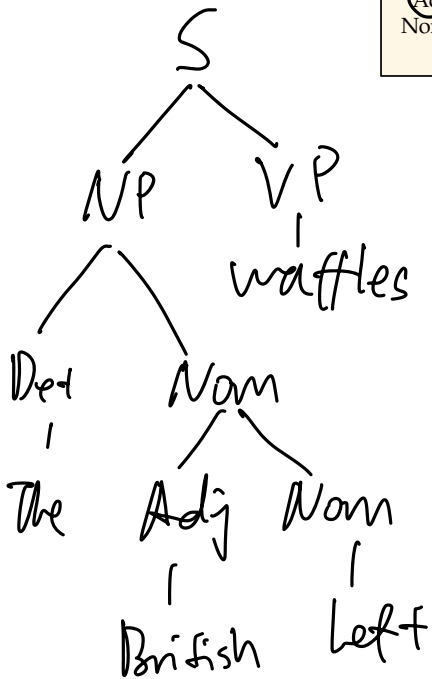 S
NP VP
waffles
Det Nom
The Adj Nom
British Left